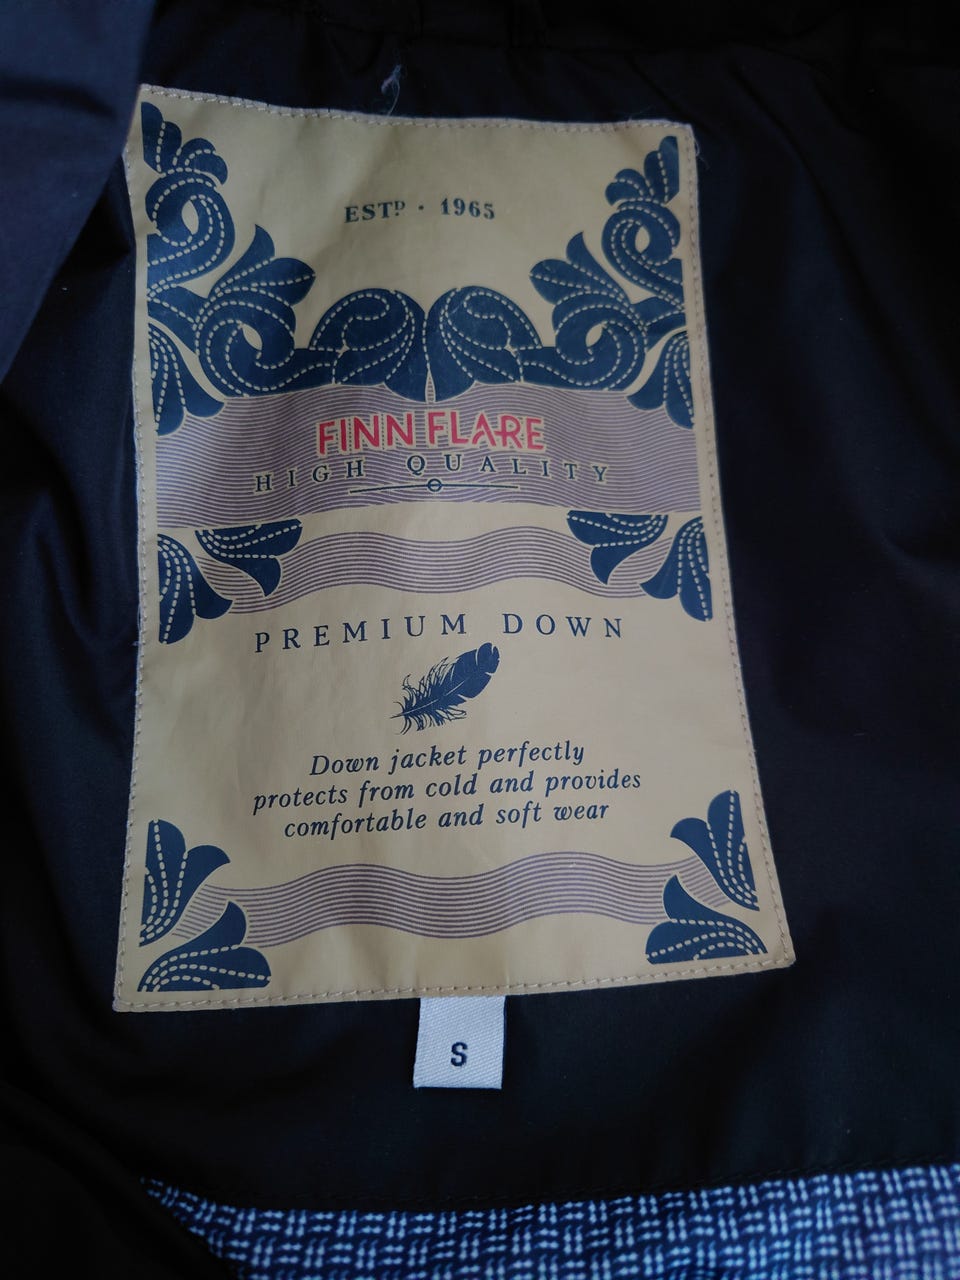 ESTᴰ · 1965
FINN FLARE
HIGH QUALITY
PREMIUM DOWN
Down jacket perfectly
protects from cold and provides
comfortable and soft wear
S